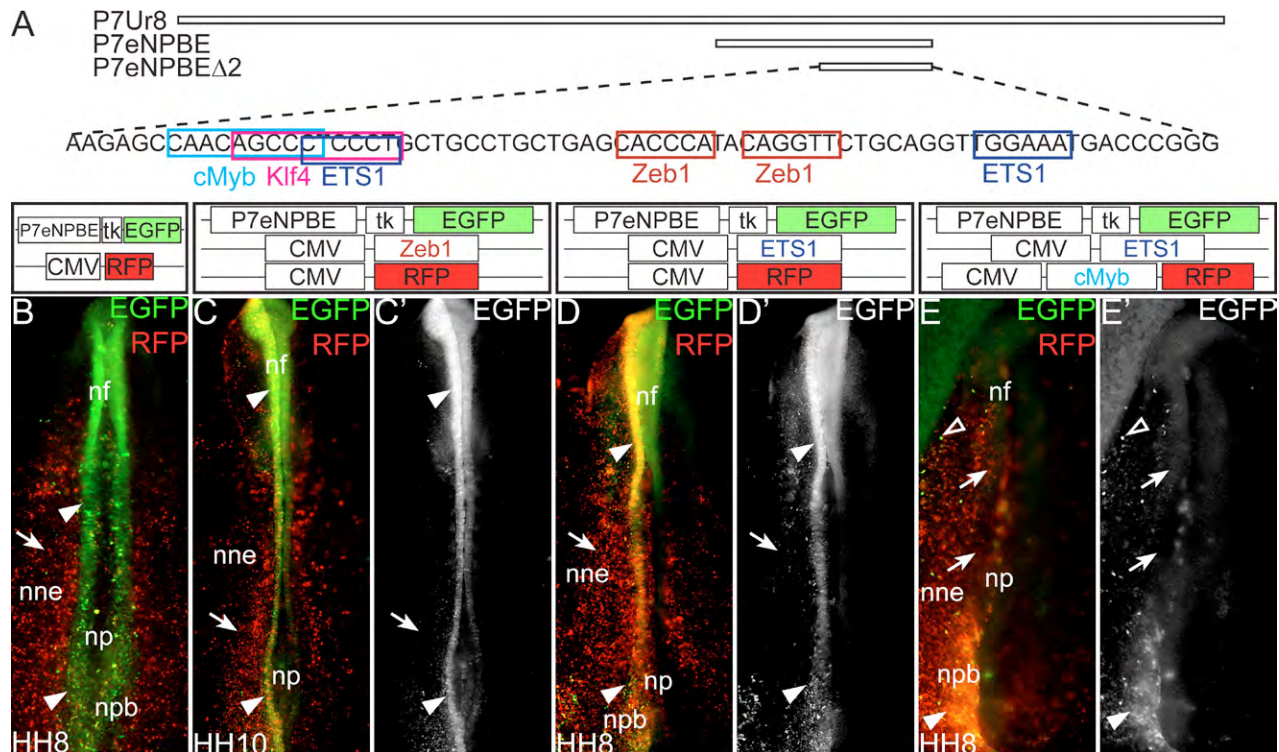 A
P7Ur8
P7eNPBE
P7eNPBEΔ2
AAGAGCCAACAGCCCTCCCTGCTGCCTGCTGAGCACCCATACAGGTTCTGCAGGTTTGGAAATGACCCGGG
cMyb Klf4 ETS1 Zeb1 Zeb1 ETS1
P7eNPBE tk EGFP
CMV RFP
P7eNPBE tk EGFP
CMV Zeb1
CMV RFP
P7eNPBE tk EGFP
CMV ETS1
CMV RFP
P7eNPBE tk EGFP
CMV ETS1
CMV cMyb RFP
B EGFP
RFP
nf
nne
np
npb
HH8
C EGFP
RFP
nf
nne
np
HH10
C' EGFP
D EGFP
RFP
nf
nne
np
npb
HH8
D' EGFP
E EGFP
RFP
nf
np
nne
npb
HH8
E' EGFP